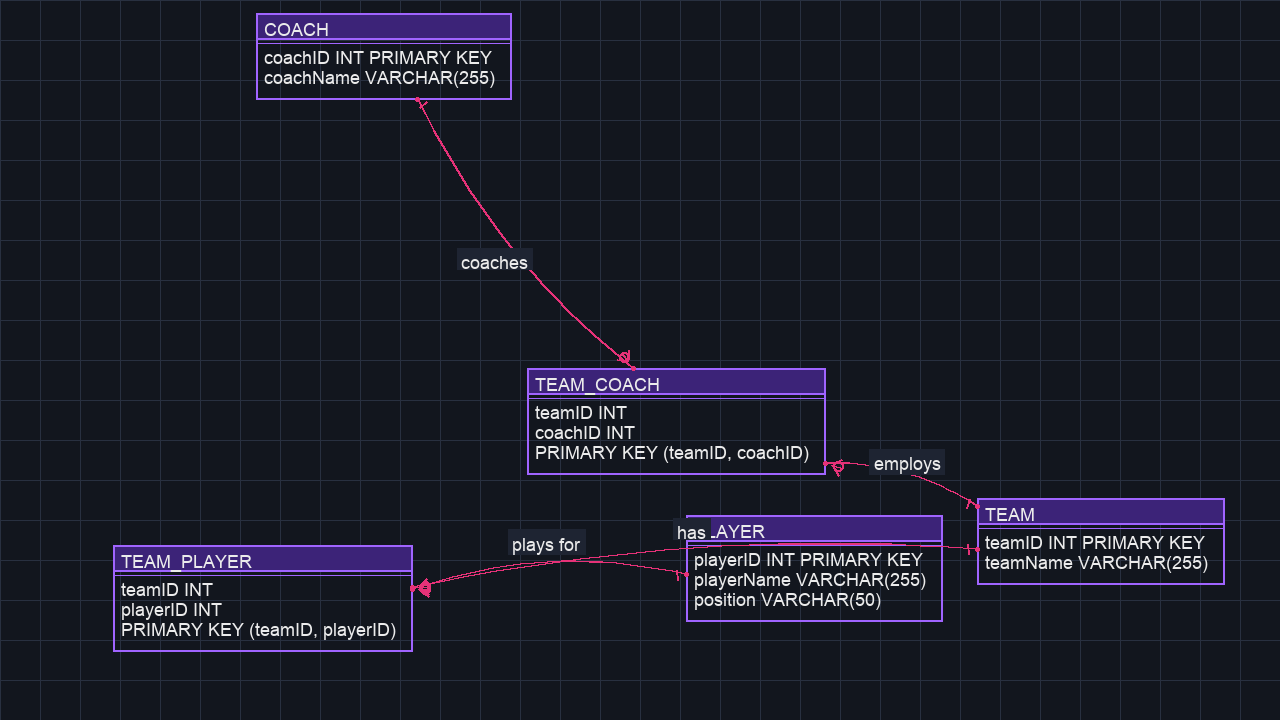 COACH
coachID INT PRIMARY KEY
coachName VARCHAR(255)
coaches
TEAM_COACH
teamID INT
coachID INT
PRIMARY KEY (teamID, coachID)
employs
TEAM
teamID INT PRIMARY KEY
teamName VARCHAR(255)
has
playerID INT PRIMARY KEY
playerName VARCHAR(255)
position VARCHAR(50)
plays for
TEAM_PLAYER
teamID INT
playerID INT
PRIMARY KEY (teamID, playerID)